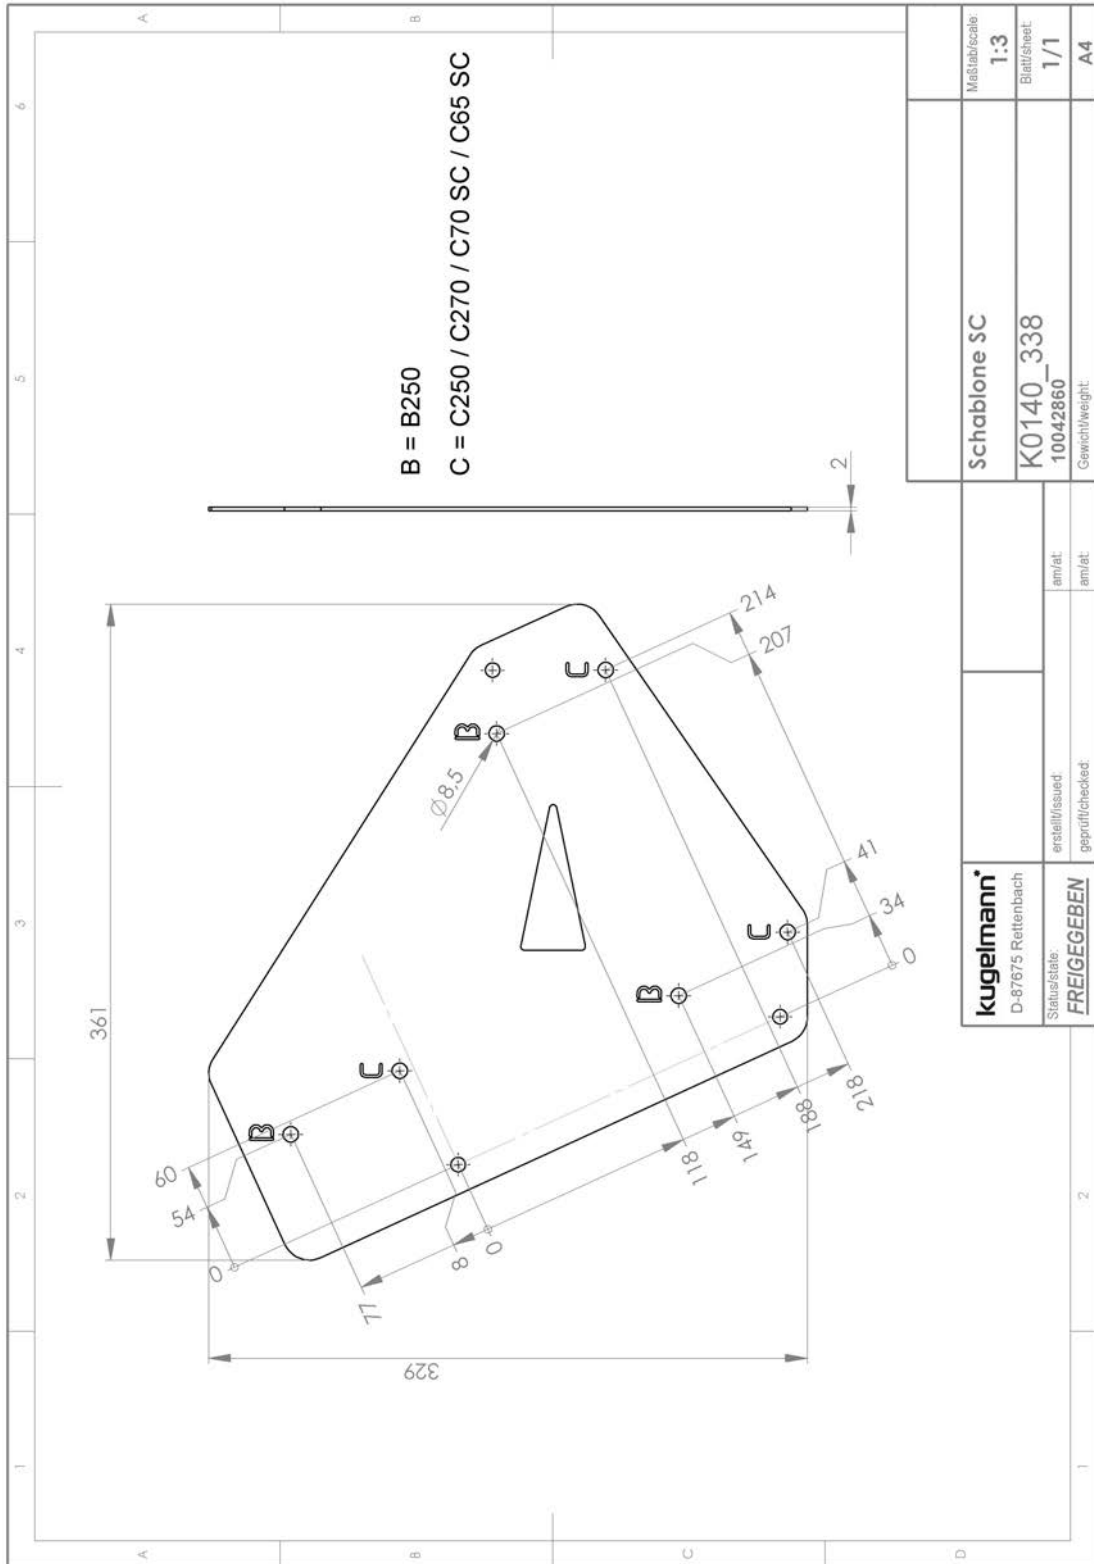 6
5
4
3
2
1
A
B
C
D
A
B
2
1
361
329
60
54
0
77
8
0
118
149
188
218
214
207
41
34
0
Ø8,5
2
B
C
B
C
B
C
B = B250
C = C250 / C270 / C70 SC / C65 SC
kugelmann
D-87675 Rettenbach
Status/state:
FREIGEGEBEN
erstellt/issued:
am/at:
geprüft/checked:
am/at:
Schablone SC
Maßstab/scale:
1:3
K0140_338
10042860
Blatt/sheet:
1/1
Gewicht/weight:
A4